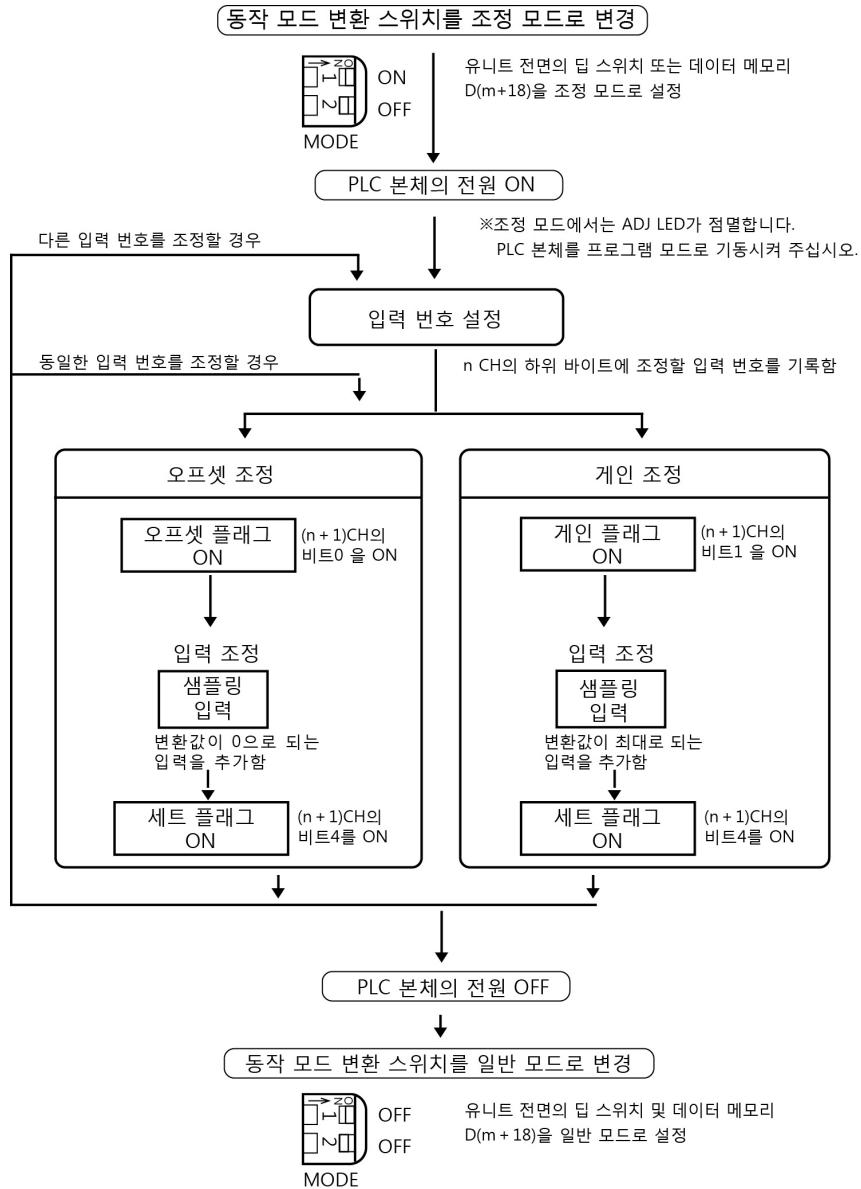 동작 모드 변환 스위치를 조정 모드로 변경
NO
1
2
ON
OFF
MODE
유니트 전면의 딥 스위치 또는 데이터 메모리
D(m+18)을 조정 모드로 설정
PLC 본체의 전원 ON
※조정 모드에서는 ADJ LED가 점멸합니다.
PLC 본체를 프로그램 모드로 기동시켜 주십시오.
다른 입력 번호를 조정할 경우
입력 번호 설정
동일한 입력 번호를 조정할 경우
n CH의 하위 바이트에 조정할 입력 번호를 기록함
오프셋 조정
오프셋 플래그
ON
(n + 1)CH의
비트0 을 ON
입력 조정
샘플링
입력
변환값이 0으로 되는
입력을 추가함
세트 플래그
ON
(n + 1)CH의
비트4를 ON
게인 조정
게인 플래그
ON
(n + 1)CH의
비트1 을 ON
입력 조정
샘플링
입력
변환값이 최대로 되는
입력을 추가함
세트 플래그
ON
(n + 1)CH의
비트4를 ON
PLC 본체의 전원 OFF
동작 모드 변환 스위치를 일반 모드로 변경
NO
1
2
OFF
OFF
MODE
유니트 전면의 딥 스위치 및 데이터 메모리
D(m + 18)을 일반 모드로 설정